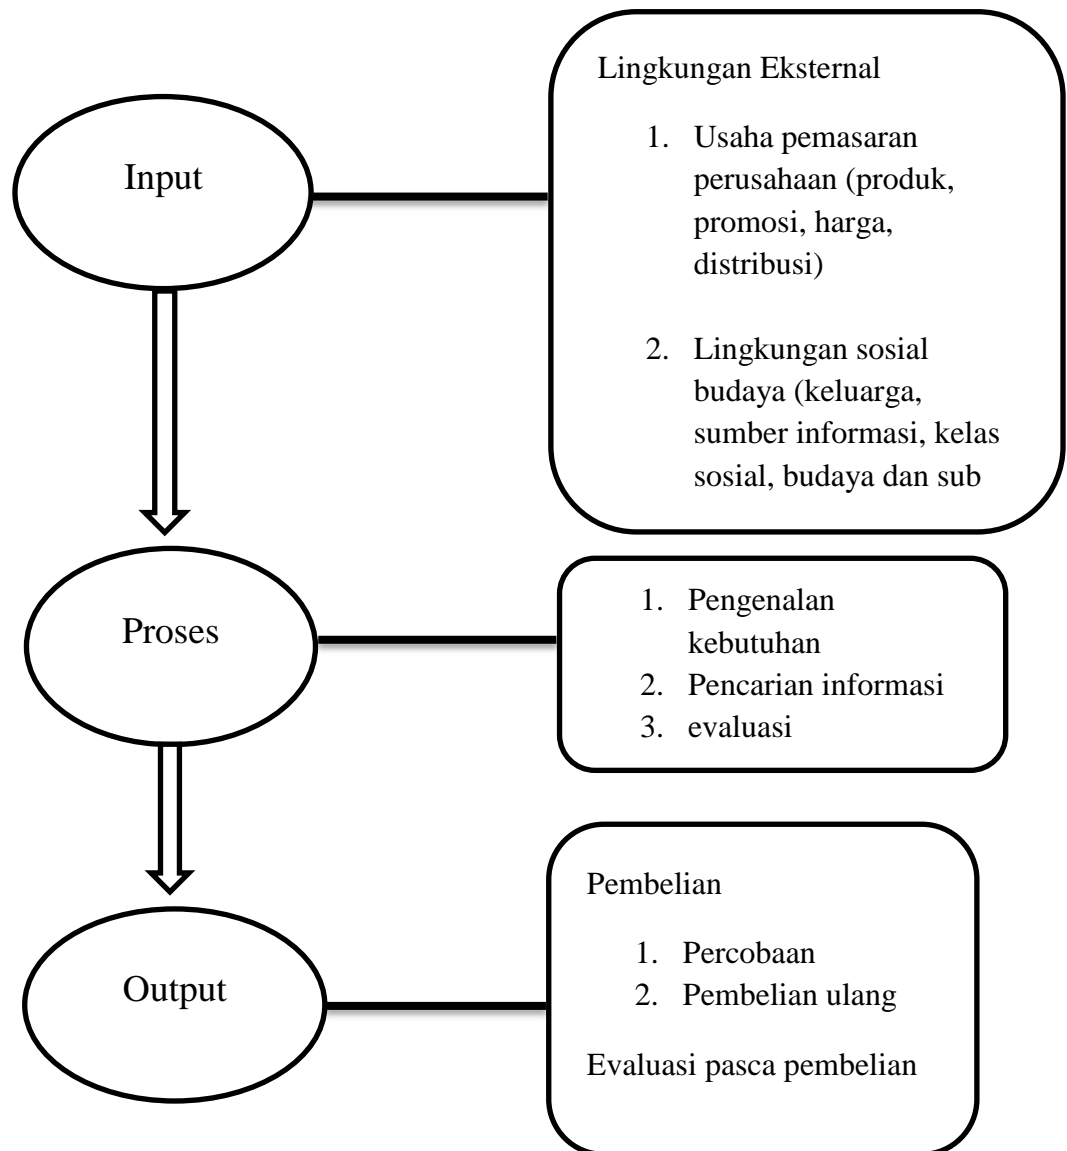 Input
Lingkungan Eksternal
1. Usaha pemasaran
perusahaan (produk,
promosi, harga,
distribusi)
2. Lingkungan sosial
budaya (keluarga,
sumber informasi, kelas
sosial, budaya dan sub
Proses
1. Pengenalan
kebutuhan
2. Pencarian informasi
3. evaluasi
Output
Pembelian
1. Percobaan
2. Pembelian ulang
Evaluasi pasca pembelian